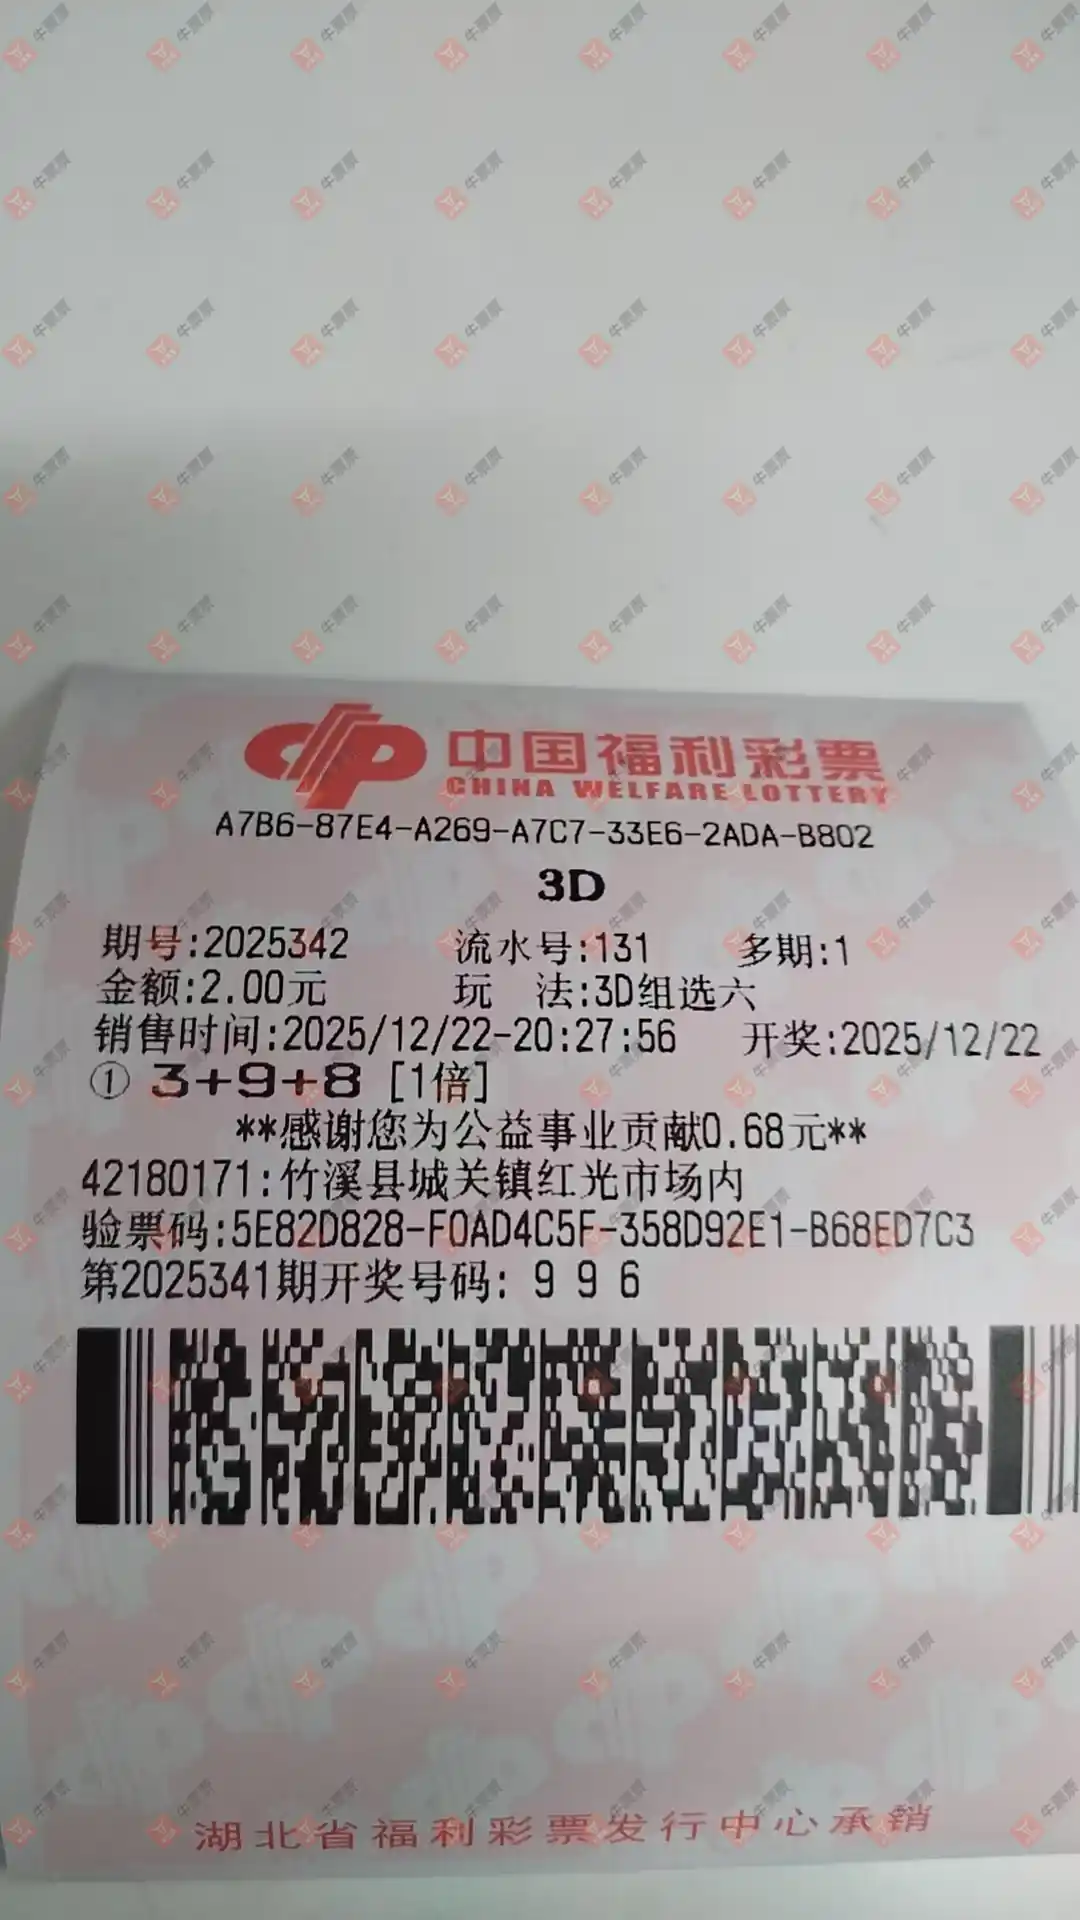 中国福利彩票
CHINA WELFARE LOTTERY
A7B6-87E4-A269-A7C7-33E6-2ADA-B802
3D
期号:2025342 流水号:131 多期:1
金额:2.00元 玩 法:3D组选六
销售时间:2025/12/22-20:27:56 开奖:2025/12/22
① 3+9+8 [1倍]
**感谢您为公益事业贡献0.68元**
42180171:竹溪县城关镇红光市场内
验票码:5E82D828-F0AD4C5F-358D92E1-B68ED7C3
第2025341期开奖号码: 9 9 6
湖北省福利彩票发行中心承销
牛票票